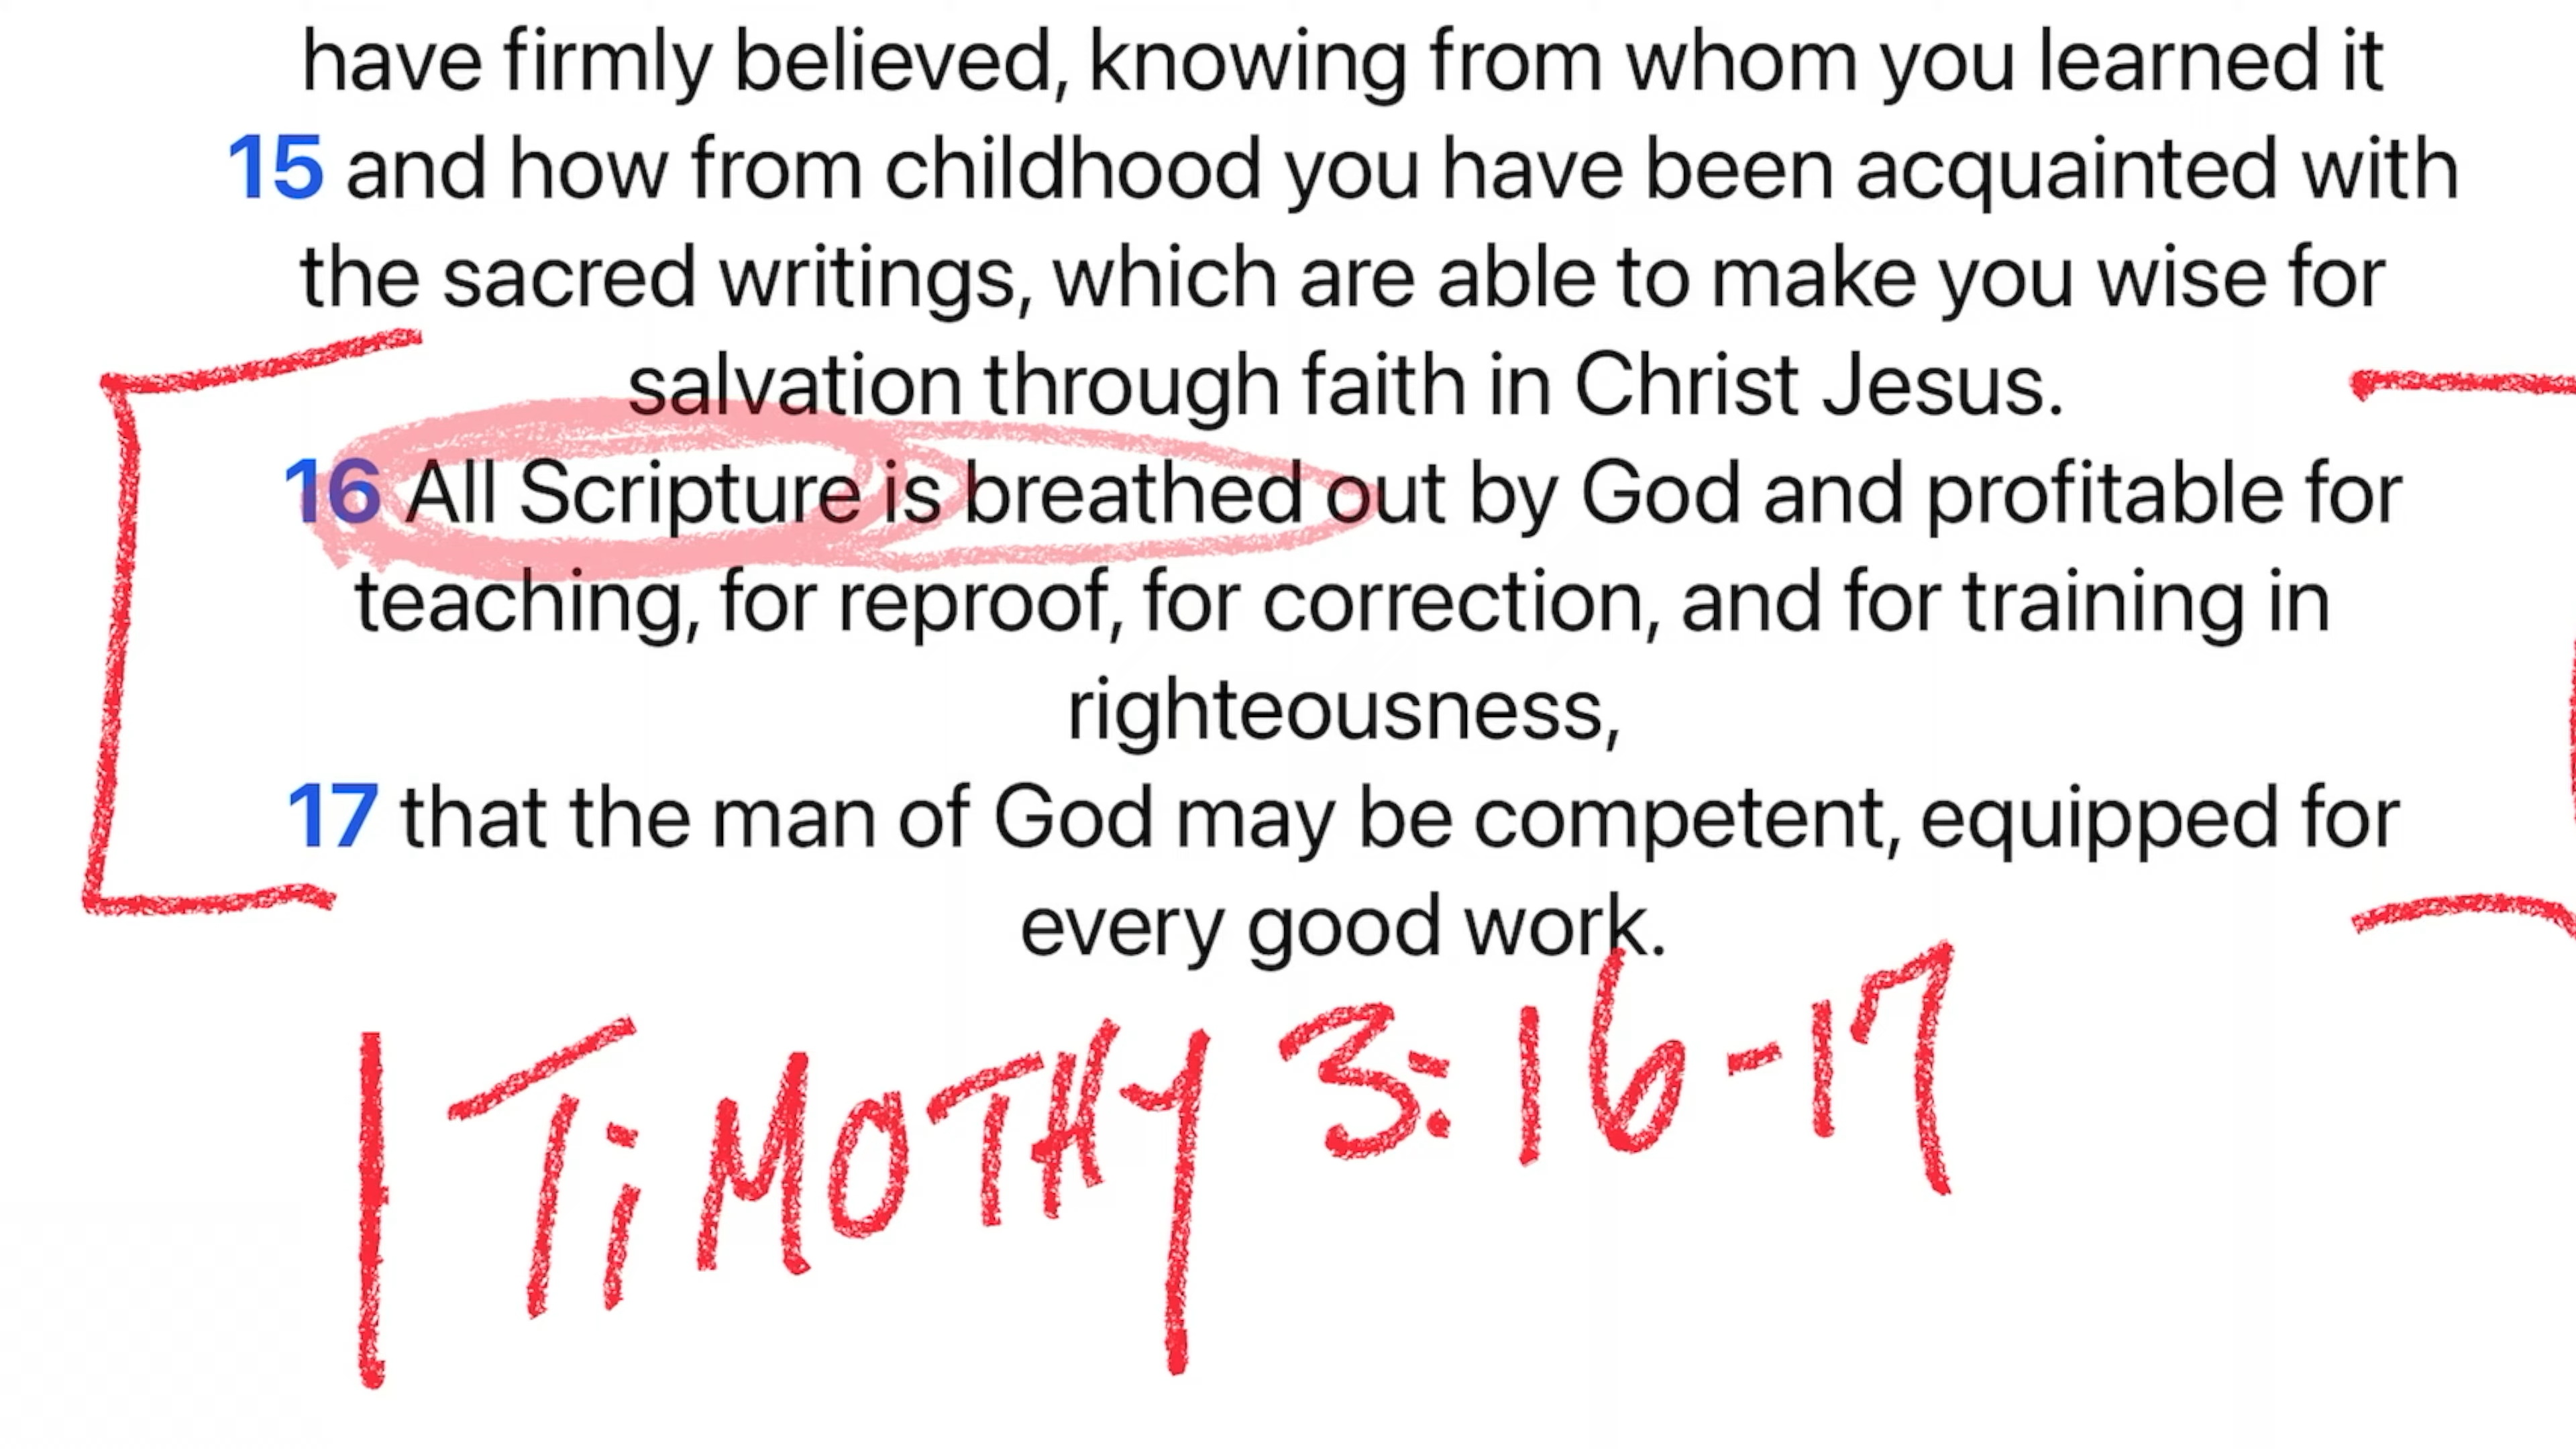 have firmly believed, knowing from whom you learned it
15 and how from childhood you have been acquainted with
the sacred writings, which are able to make you wise for
salvation through faith in Christ Jesus.
16 All Scripture is breathed out by God and profitable for
teaching, for reproof, for correction, and for training in
righteousness,
17 that the man of God may be competent, equipped for
every good work.
1 TiMOTHY 3:16-17